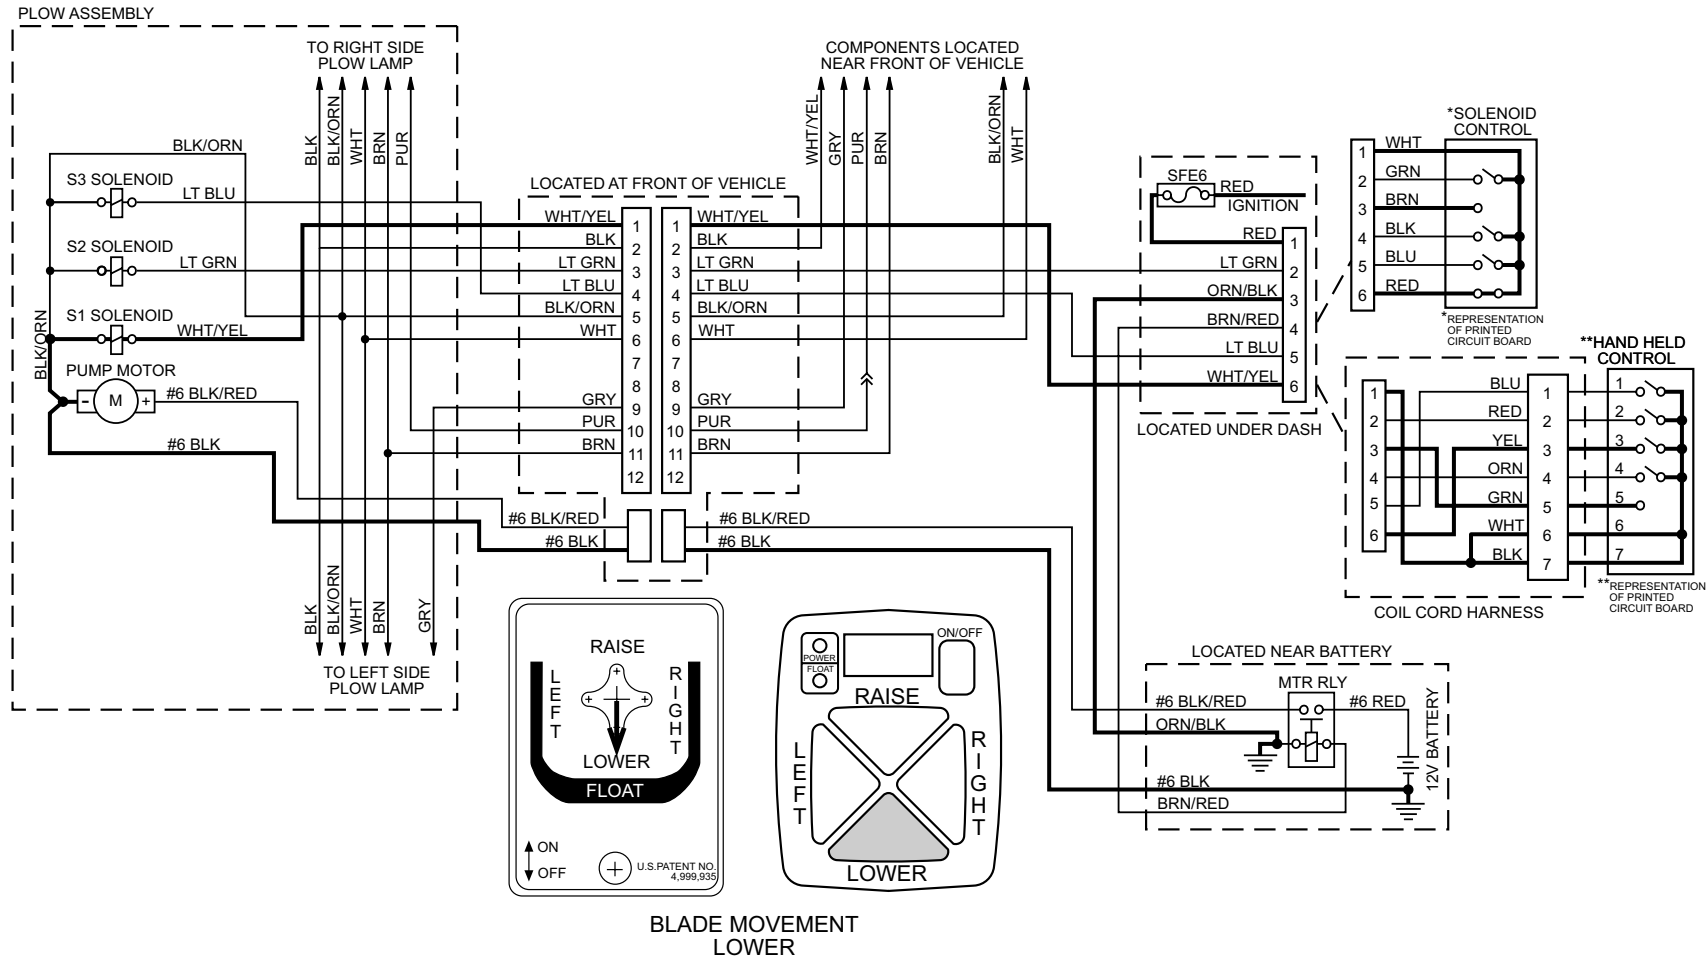 PLOW ASSEMBLY
TO RIGHT SIDE
PLOW LAMP
COMPONENTS LOCATED
NEAR FRONT OF VEHICLE
BLK
BLK/ORN
WHT
BRN
PUR
WHT/YEL
GRY
PUR
BRN
BLK/ORN
WHT
BLK/ORN
S3 SOLENOID
LT BLU
S2 SOLENOID
LT GRN
S1 SOLENOID
WHT/YEL
BLK/ORN
PUMP MOTOR
- M +
#6 BLK/RED
#6 BLK
LOCATED AT FRONT OF VEHICLE
WHT/YEL 1 1 WHT/YEL
BLK 2 2 BLK
LT GRN 3 3 LT GRN
LT BLU 4 4 LT BLU
BLK/ORN 5 5 BLK/ORN
WHT 6 6 WHT
7 7
8 8
GRY 9 9 GRY
PUR 10 10 PUR
BRN 11 11 BRN
12 12
#6 BLK/RED #6 BLK/RED
#6 BLK #6 BLK
BLK
BLK/ORN
WHT
BRN
GRY
TO LEFT SIDE
PLOW LAMP
SFE6
RED
IGNITION
RED 1
LT GRN 2
ORN/BLK 3
BRN/RED 4
LT BLU 5
WHT/YEL 6
LOCATED UNDER DASH
*SOLENOID
CONTROL
1 WHT
2 GRN
3 BRN
4 BLK
5 BLU
6 RED
*REPRESENTATION
OF PRINTED
CIRCUIT BOARD
**HAND HELD
CONTROL
1 BLU 1 1
2 RED 2 2
3 YEL 3 3
4 ORN 4 4
5 GRN 5 5
6 WHT 6 6
BLK 7 7
**REPRESENTATION
OF PRINTED
CIRCUIT BOARD
COIL CORD HARNESS
LOCATED NEAR BATTERY
MTR RLY
#6 BLK/RED
#6 RED
ORN/BLK
12V BATTERY
#6 BLK
BRN/RED
RAISE
LEFT
RIGHT
+ + +
LOWER
FLOAT
ON
OFF
+
U.S.PATENT NO.
4,999,935
POWER
FLOAT
ON/OFF
RAISE
LEFT
RIGHT
LOWER
BLADE MOVEMENT
LOWER